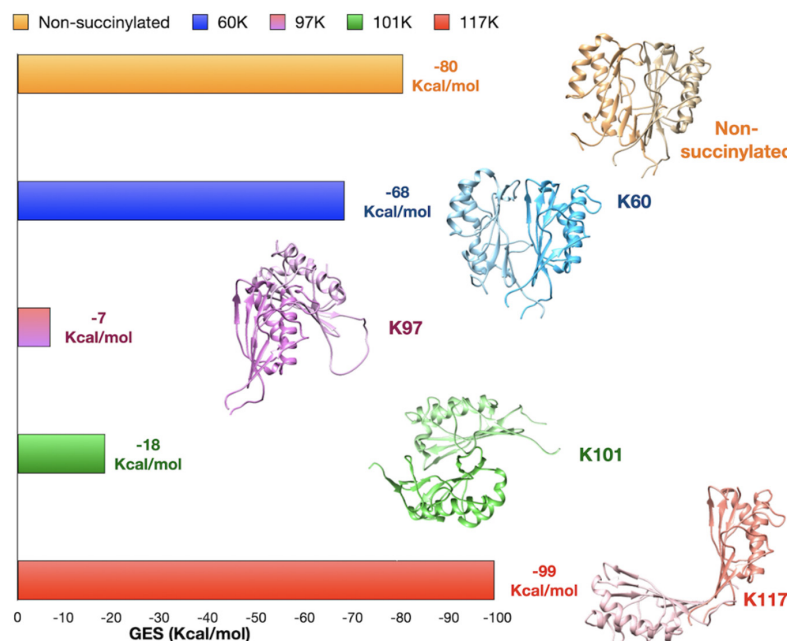 Non-succinylated 60K 97K 101K 117K
-80
Kcal/mol
Non-
succinylated
-68
Kcal/mol
K60
-7
Kcal/mol
K97
-18
Kcal/mol
K101
-99
Kcal/mol
K117
0 -10 -20 -30 -40 -50 -60 -70 -80 -90 -100
GES (Kcal/mol)